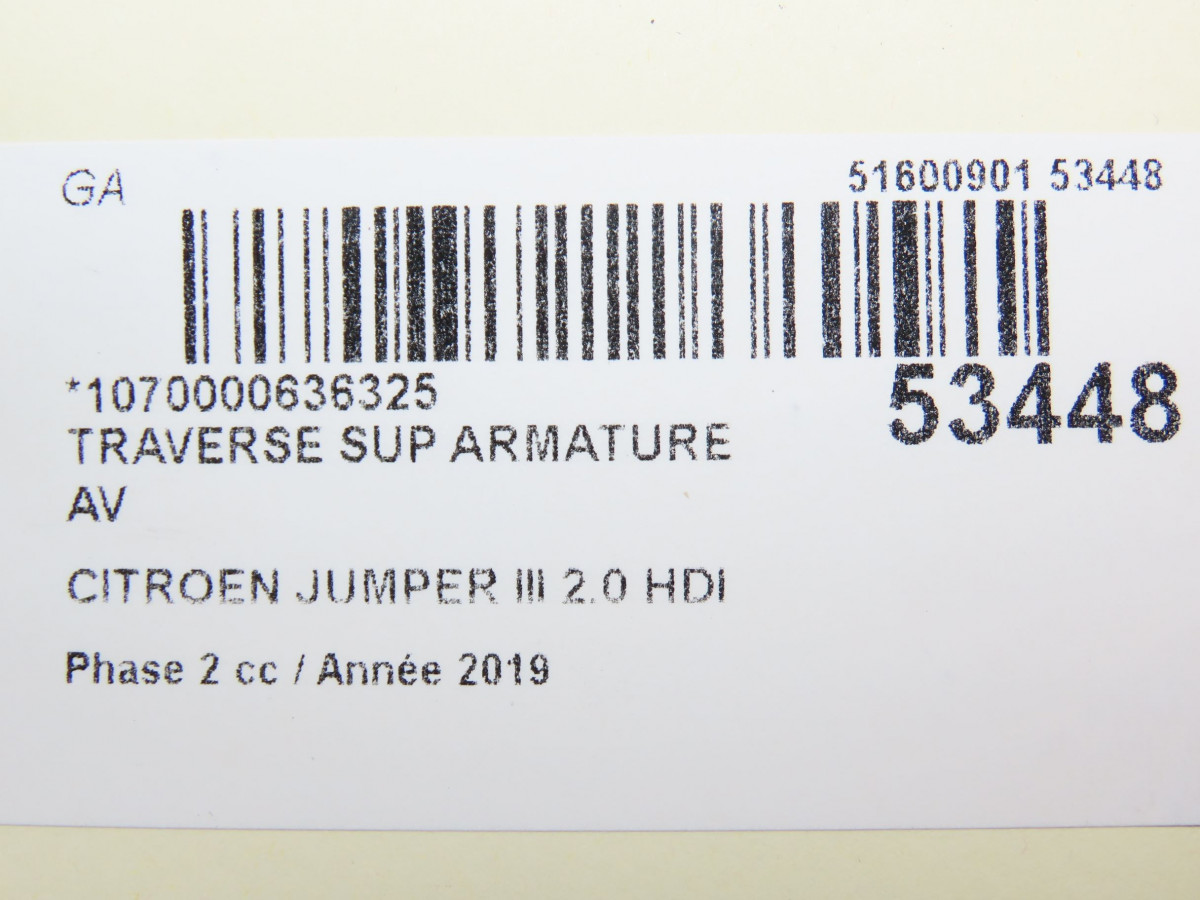 GA
51600901 53448
*1070000636325
53448
TRAVERSE SUP ARMATURE
AV
CITROEN JUMPER III 2.0 HDI
Phase 2 cc / Année 2019